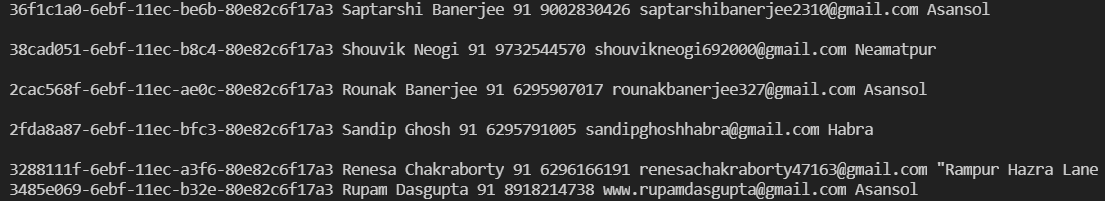 36f1c1a0-6ebf-11ec-be6b-80e82c6f17a3 Saptarshi Banerjee 91 9002830426 saptarshibanerjee2310@gmail.com Asansol
38cad051-6ebf-11ec-b8c4-80e82c6f17a3 Shouvik Neogi 91 9732544570 shouvikneogi692000@gmail.com Neamatpur
2cac568f-6ebf-11ec-ae0c-80e82c6f17a3 Rounak Banerjee 91 6295907017 rounakbanerjee327@gmail.com Asansol
2fda8a87-6ebf-11ec-bfc3-80e82c6f17a3 Sandip Ghosh 91 6295791005 sandipghoshhabra@gmail.com Habra
3288111f-6ebf-11ec-a3f6-80e82c6f17a3 Renesa Chakraborty 91 6296166191 renesachakraborty47163@gmail.com "Rampur Hazra Lane
3485e069-6ebf-11ec-b32e-80e82c6f17a3 Rupam Dasgupta 91 8918214738 www.rupamdasgupta@gmail.com Asansol